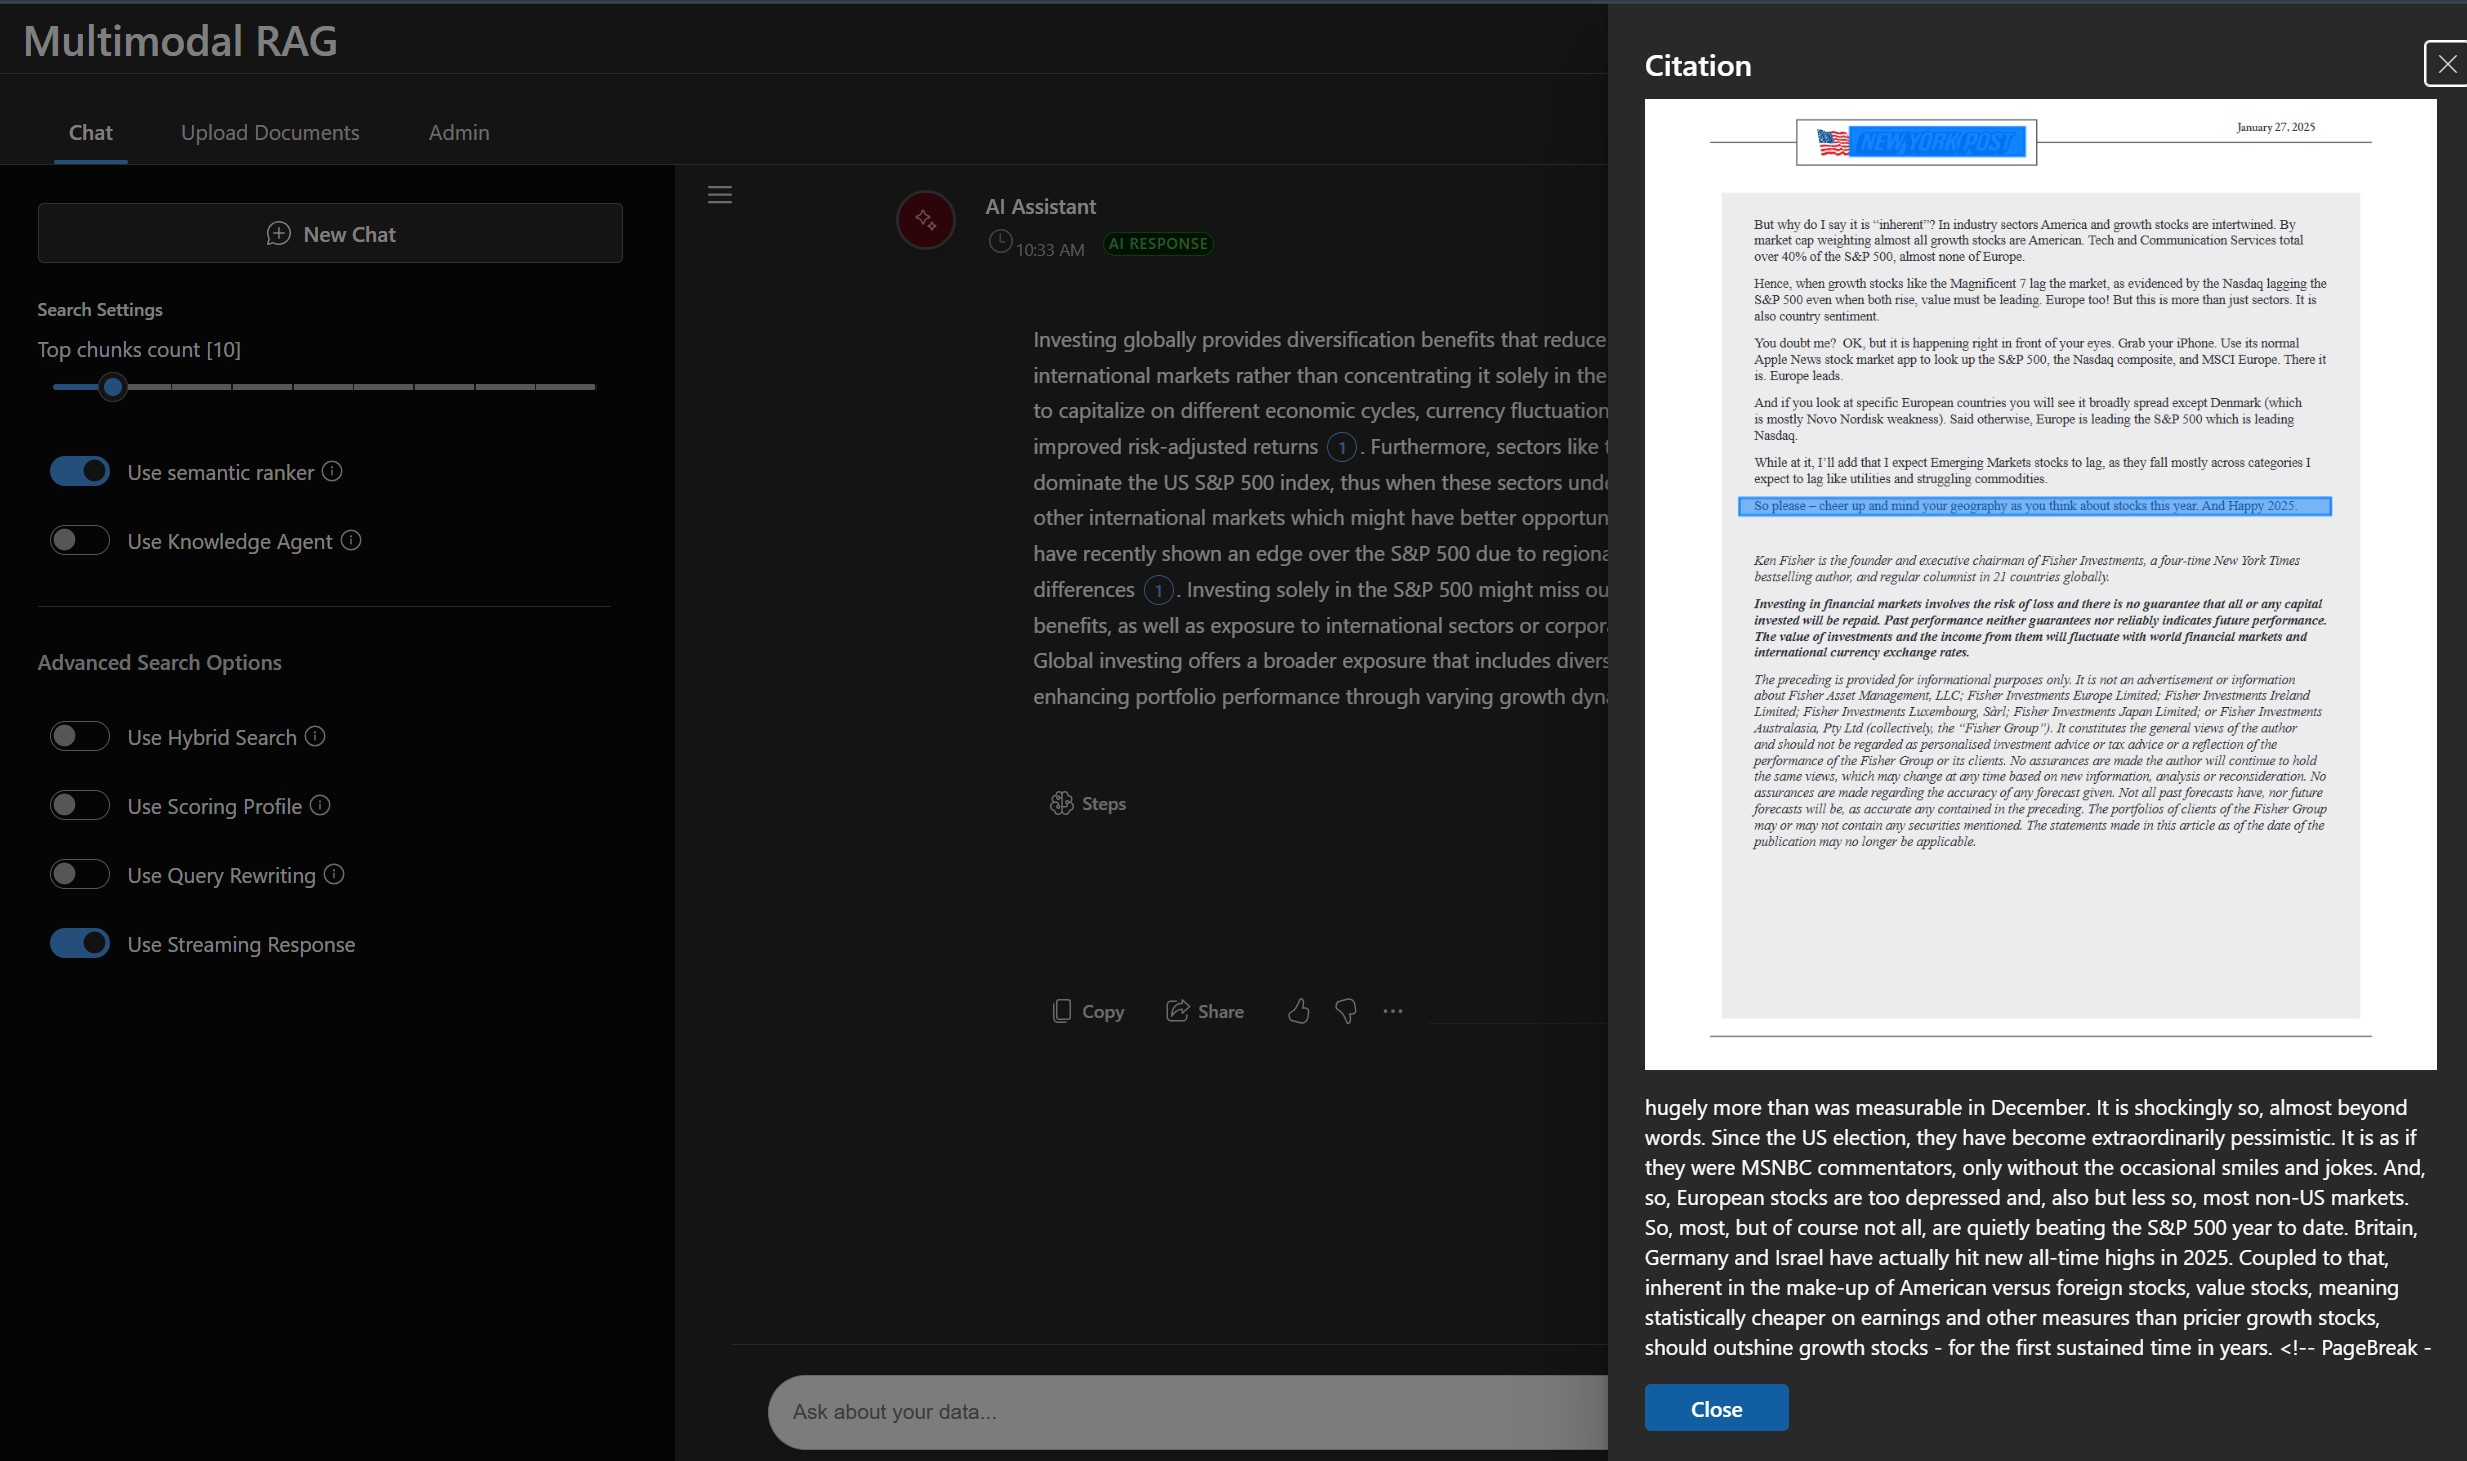 Multimodal RAG
Chat
Upload Documents
Admin
New Chat
Search Settings
Top chunks count [10]
Use semantic ranker
Use Knowledge Agent
Advanced Search Options
Use Hybrid Search
Use Scoring Profile
Use Query Rewriting
Use Streaming Response
AI Assistant
10:33 AM
AI RESPONSE
Investing globally provides diversification benefits that reduce
international markets rather than concentrating it solely in the
to capitalize on different economic cycles, currency fluctuation
improved risk-adjusted returns 1 . Furthermore, sectors like
dominate the US S&P 500 index, thus when these sectors und
other international markets which might have better opportun
have recently shown an edge over the S&P 500 due to regiona
differences 1 . Investing solely in the S&P 500 might miss ou
benefits, as well as exposure to international sectors or corpor
Global investing offers a broader exposure that includes divers
enhancing portfolio performance through varying growth dyn
Steps
Copy
Share
Ask about your data...
Citation
NEW YORK POST
January 27, 2025
But why do I say it is “inherent”? In industry sectors America and growth stocks are intertwined. By
market cap weighting almost all growth stocks are American. Tech and Communication Services total
over 40% of the S&P 500, almost none of Europe.
Hence, when growth stocks like the Magnificent 7 lag the market, as evidenced by the Nasdaq lagging the
S&P 500 even when both rise, value must be leading. Europe too! But this is more than just sectors. It is
also country sentiment.
You doubt me? OK, but it is happening right in front of your eyes. Grab your iPhone. Use its normal
Apple News stock market app to look up the S&P 500, the Nasdaq composite, and MSCI Europe. There it
is. Europe leads.
And if you look at specific European countries you will see it broadly spread except Denmark (which
is mostly Novo Nordisk weakness). Said otherwise, Europe is leading the S&P 500 which is leading
Nasdaq.
While at it, I’ll add that I expect Emerging Markets stocks to lag, as they fall mostly across categories I
expect to lag like utilities and struggling commodities.
So please – cheer up and mind your geography as you think about stocks this year. And Happy 2025.
Ken Fisher is the founder and executive chairman of Fisher Investments, a four-time New York Times
bestselling author, and regular columnist in 21 countries globally.
Investing in financial markets involves the risk of loss and there is no guarantee that all or any capital
invested will be repaid. Past performance neither guarantees nor reliably indicates future performance.
The value of investments and the income from them will fluctuate with world financial markets and
international currency exchange rates.
The preceding is provided for informational purposes only. It is not an advertisement or information
about Fisher Asset Management, LLC; Fisher Investments Europe Limited; Fisher Investments Ireland
Limited; Fisher Investments Luxembourg, Sàrl; Fisher Investments Japan Limited; or Fisher Investments
Australasia, Pty Ltd (collectively, the “Fisher Group”). It constitutes the general views of the author
and should not be regarded as personalised investment advice or tax advice or a reflection of the
performance of the Fisher Group or its clients. No assurances are made the author will continue to hold
the same views, which may change at any time based on new information, analysis or reconsideration. No
assurances are made regarding the accuracy of any forecast given. Not all past forecasts have, nor future
forecasts will be, as accurate any contained in the preceding. The portfolios of clients of the Fisher Group
may or may not contain any securities mentioned. The statements made in this article as of the date of the
publication may no longer be applicable.
hugely more than was measurable in December. It is shockingly so, almost beyond
words. Since the US election, they have become extraordinarily pessimistic. It is as if
they were MSNBC commentators, only without the occasional smiles and jokes. And,
so, European stocks are too depressed and, also but less so, most non-US markets.
So, most, but of course not all, are quietly beating the S&P 500 year to date. Britain,
Germany and Israel have actually hit new all-time highs in 2025. Coupled to that,
inherent in the make-up of American versus foreign stocks, value stocks, meaning
statistically cheaper on earnings and other measures than pricier growth stocks,
should outshine growth stocks - for the first sustained time in years. <!-- PageBreak -
Close